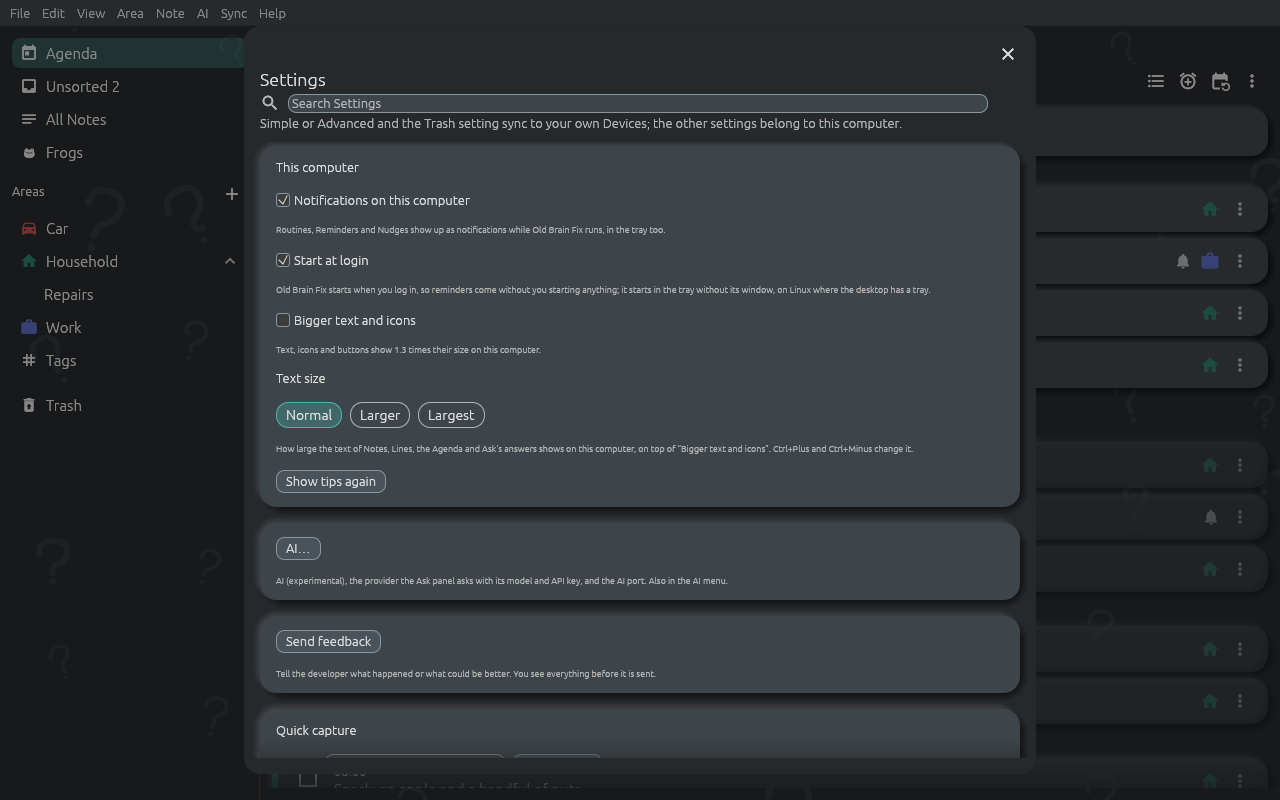 File Edit View Area Note AI Sync Help
Agenda
Unsorted 2
All Notes
Frogs
Areas
Car
Household
Repairs
Work
Tags
Trash
Settings
Search Settings
Simple or Advanced and the Trash setting sync to your own Devices; the other settings belong to this computer.
This computer
Notifications on this computer
Routines, Reminders and Nudges show up as notifications while Old Brain Fix runs, in the tray too.
Start at login
Old Brain Fix starts when you log in, so reminders come without you starting anything; it starts in the tray without its window, on Linux where the desktop has a tray.
Bigger text and icons
Text, icons and buttons show 1.3 times their size on this computer.
Text size
Normal Larger Largest
How large the text of Notes, Lines, the Agenda and Ask's answers shows on this computer, on top of "Bigger text and icons". Ctrl+Plus and Ctrl+Minus change it.
Show tips again
AI…
AI (experimental), the provider the Ask panel asks with its model and API key, and the AI port. Also in the AI menu.
Send feedback
Tell the developer what happened or what could be better. You see everything before it is sent.
Quick capture